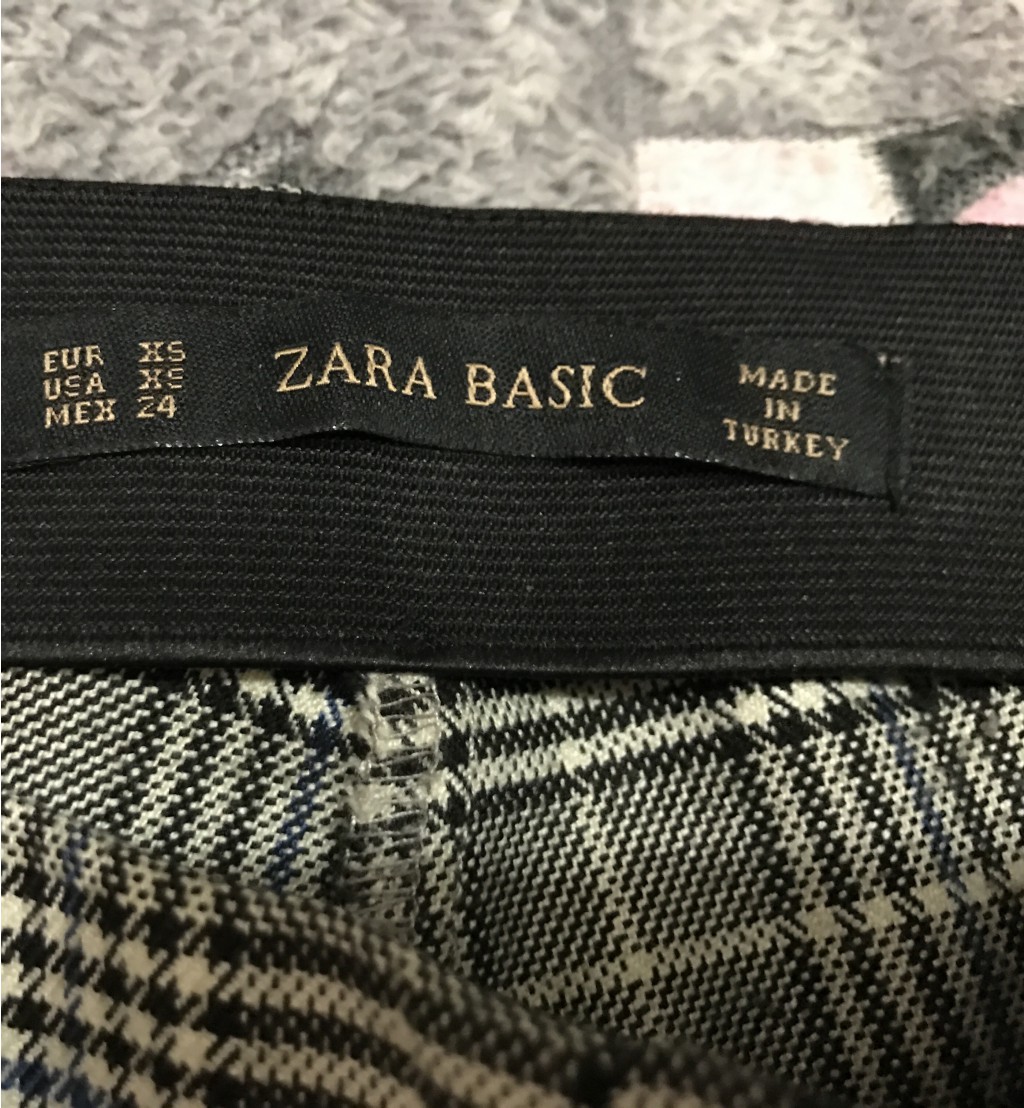 EUR XS
USA XS
MEX 24
ZARA BASIC
MADE
IN
TURKEY